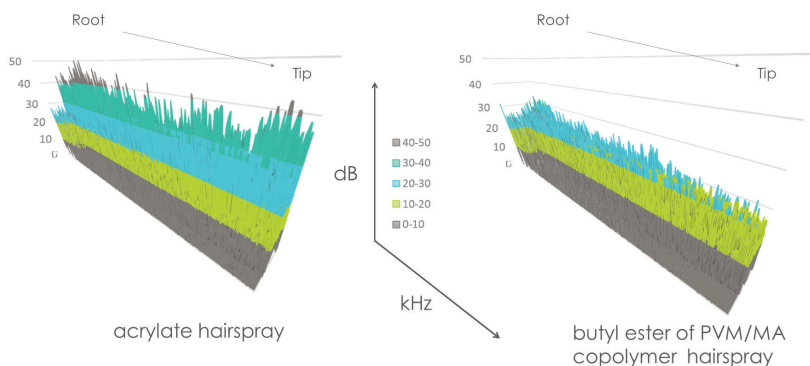 Root
Tip
50
40
30
20
10
0
acrylate hairspray
dB
40-50
30-40
20-30
10-20
0-10
kHz
Root
Tip
50
40
30
20
10
0
butyl ester of PVM/MA
copolymer hairspray